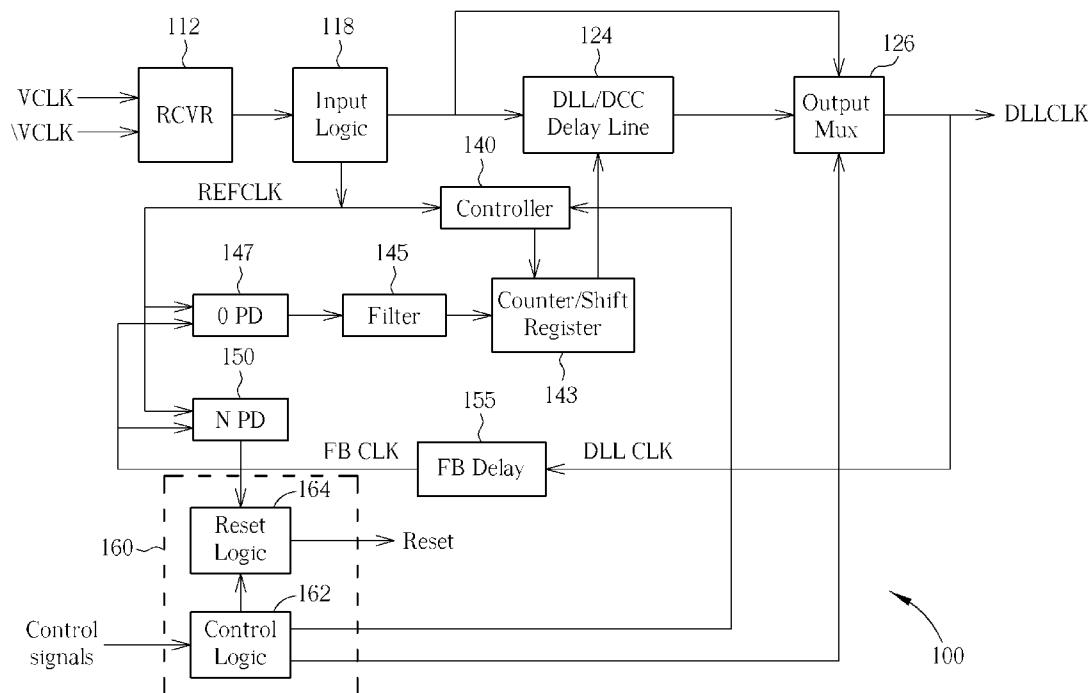 112
118
124
126
VCLK
\VCLK
RCVR
Input
Logic
DLL/DCC
Delay Line
Output
Mux
DLLCLK
140
REFCLK
Controller
147
145
0 PD
Filter
Counter/Shift
Register
150
143
N PD
155
FB CLK
FB Delay
DLL CLK
164
160
Reset
Logic
Reset
162
Control
signals
Control
Logic
100